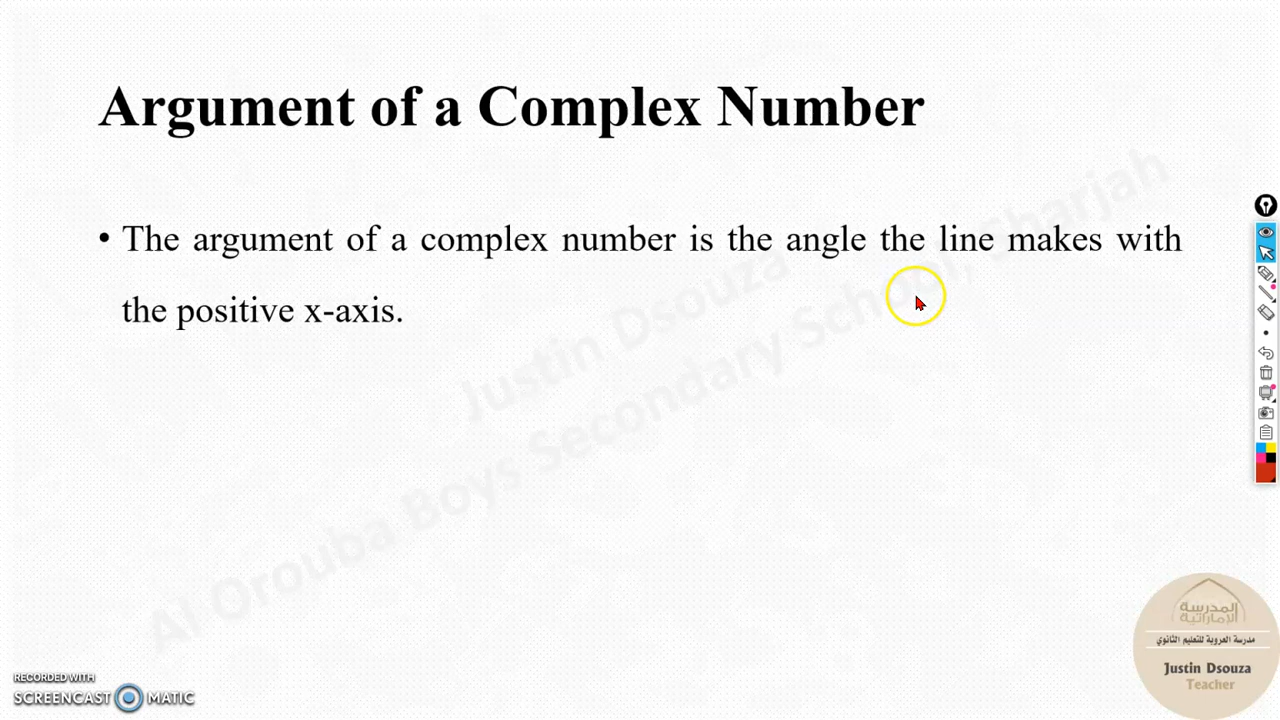 Argument of a Complex Number
• The argument of a complex number is the angle the line makes with
the positive x-axis.
Justin Dsouza
Al Orouba Boys Secondary School, Sharjah
المدرسة
الإماراتية
مدرسة العروبة للتعليم الثانوي
Justin Dsouza
Teacher
RECORDED WITH
SCREENCAST MATIC